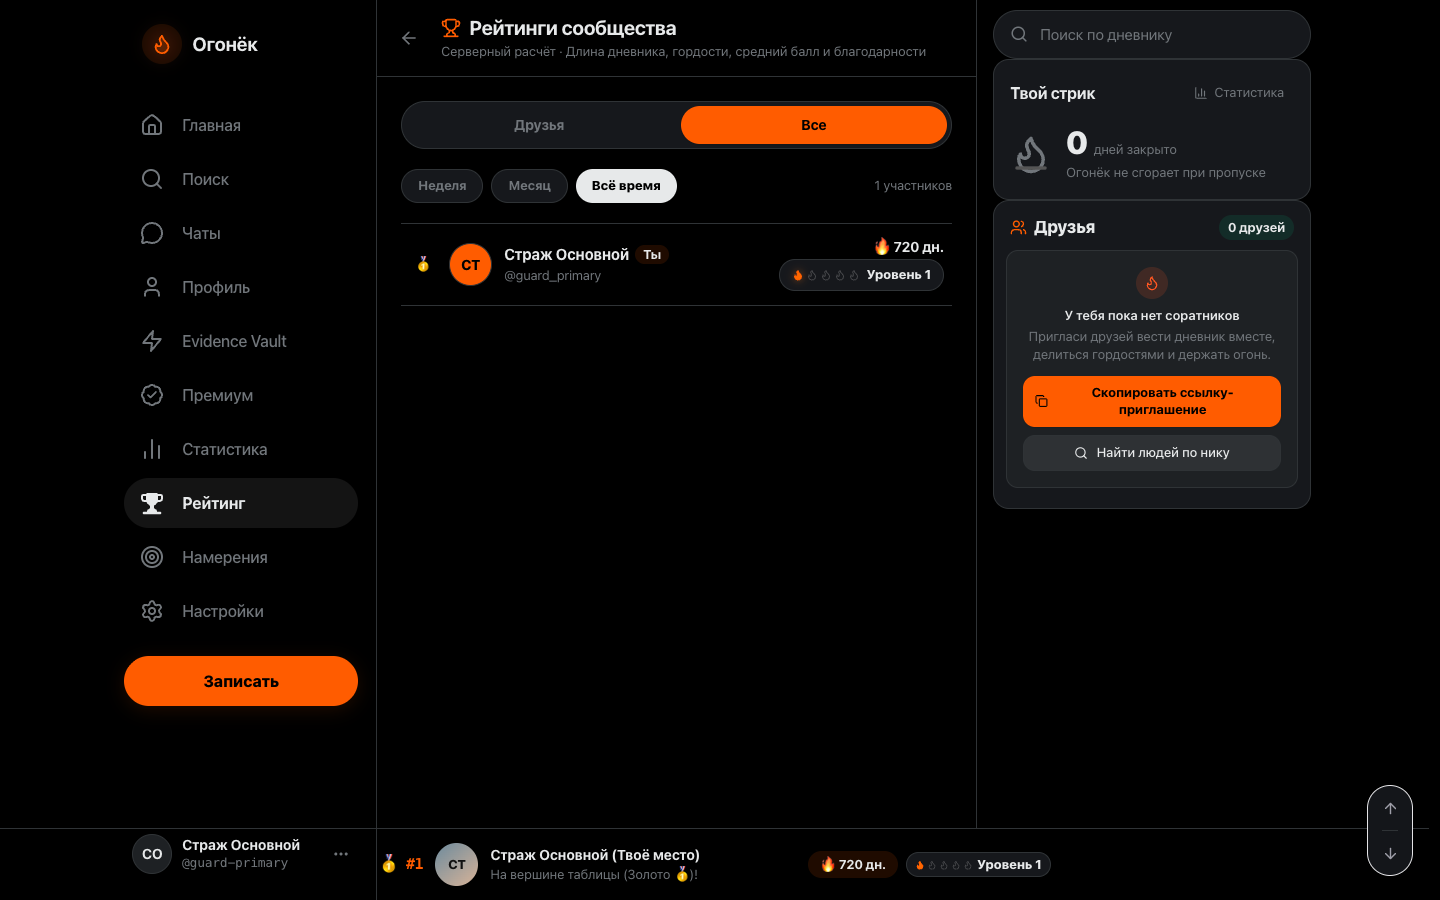 Огонёк
Главная
Поиск
Чаты
Профиль
Evidence Vault
Премиум
Статистика
Рейтинг
Намерения
Настройки
Записать
СО
Страж Основной
@guard-primary
Рейтинги сообщества
Серверный расчёт · Длина дневника, гордости, средний балл и благодарности
Друзья
Все
Неделя
Месяц
Всё время
1 участников
СТ
Страж Основной
Ты
@guard_primary
720 дн.
Уровень 1
#1
СТ
Страж Основной (Твоё место)
На вершине таблицы (Золото 🥇)!
720 дн.
Уровень 1
Поиск по дневнику
Твой стрик
Статистика
0 дней закрыто
Огонёк не сгорает при пропуске
Друзья
0 друзей
У тебя пока нет соратников
Пригласи друзей вести дневник вместе,
делиться гордостями и держать огонь.
Скопировать ссылку-
приглашение
Найти людей по нику